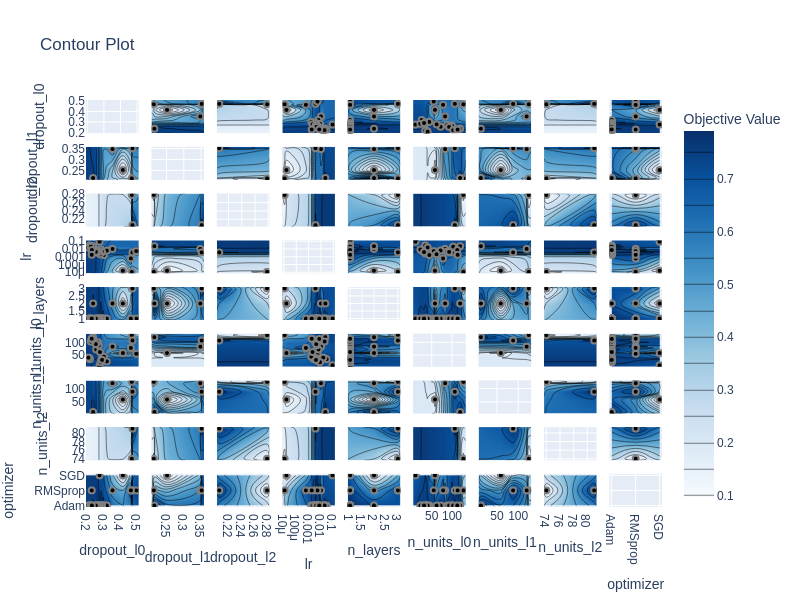 Contour Plot
Objective Value
0.7
0.6
0.5
0.4
0.3
0.2
0.1
dropout_l0
0.5
0.4
0.3
0.2
dropout_l1
0.35
0.3
0.25
dropout_l2
0.28
0.26
0.24
0.22
lr
0.1
0.01
0.001
100μ
10μ
n_layers
3
2.5
2
1.5
1
n_units_l0
100
50
n_units_l1
100
50
n_units_l2
80
78
76
74
optimizer
SGD
RMSprop
Adam
0.2 0.3 0.4 0.5
0.25 0.3 0.35
0.22 0.24 0.26 0.28
10μ 100μ 0.001 0.01 0.1
1 1.5 2 2.5 3
50 100
50 100
74 76 78 80
Adam RMSprop SGD
dropout_l0 dropout_l1 dropout_l2 lr n_layers n_units_l0 n_units_l1 n_units_l2 optimizer